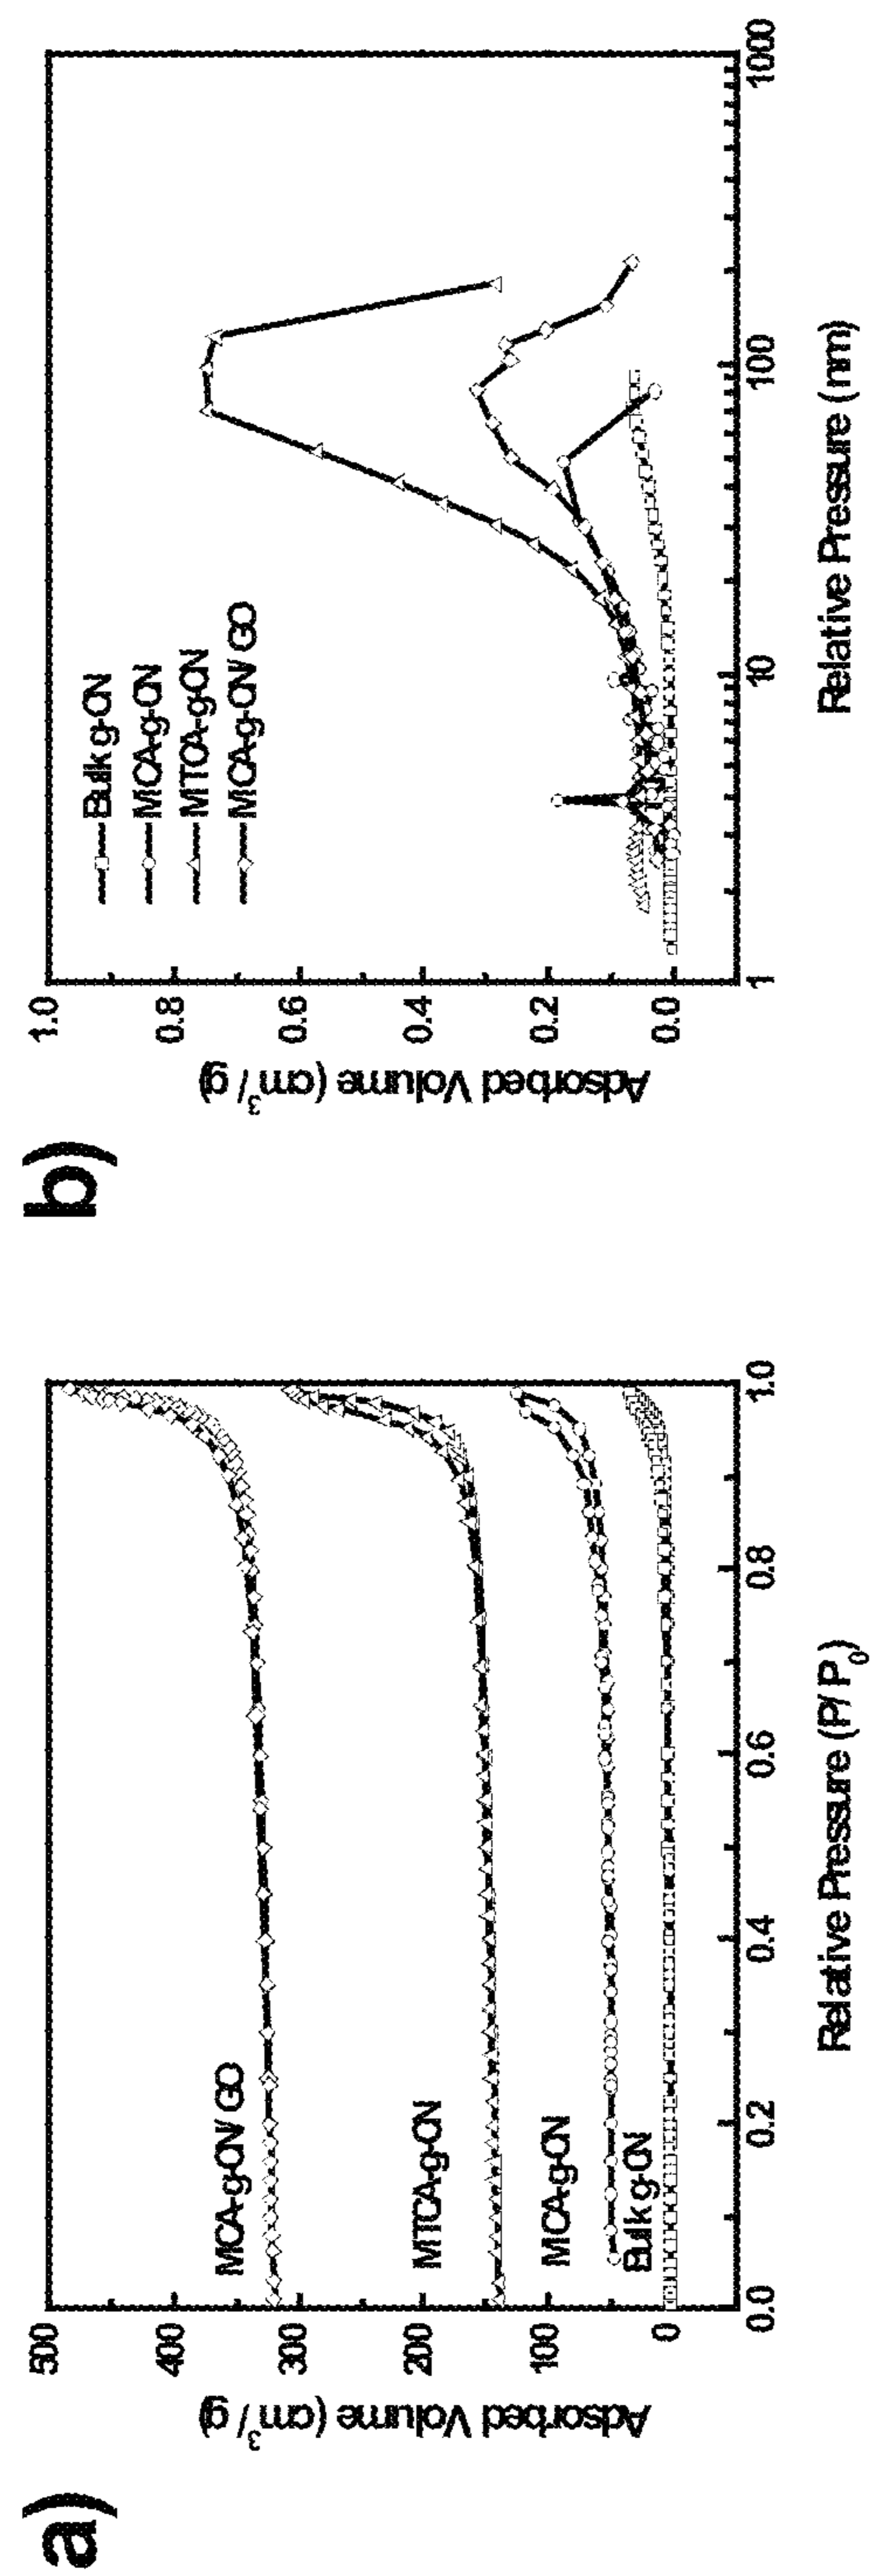 a)
Adsorbed Volume (cm³/g)
500
400
300
200
100
0
MCA-g-CN/GO
MTCA-g-CN
MCA-g-CN
Bulk g-CN
0.0 0.2 0.4 0.6 0.8 1.0
Relative Pressure (P/P₀)
b)
Adsorbed Volume (cm³/g)
1.0
0.8
0.6
0.4
0.2
0.0
Bulk g-CN
MCA-g-CN
MTCA-g-CN
MCA-g-CN/GO
1 10 100 1000
Relative Pressure (nm)